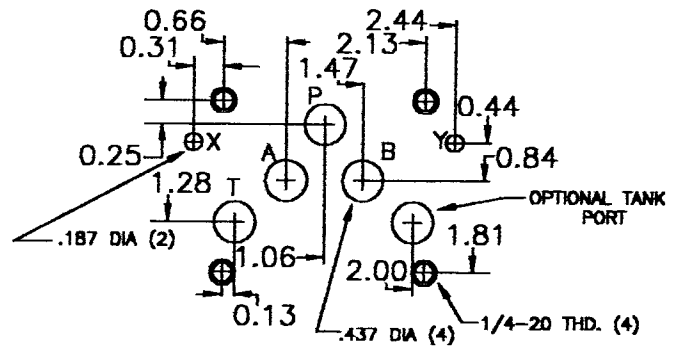 0.66
2.44
0.31
2.13
1.47
P
0.44
X
Y
0.25
A
B
0.84
T
1.28
OPTIONAL TANK
PORT
.187 DIA (2)
1.06
2.00
1.81
0.13
.437 DIA (4)
1/4-20 THD. (4)